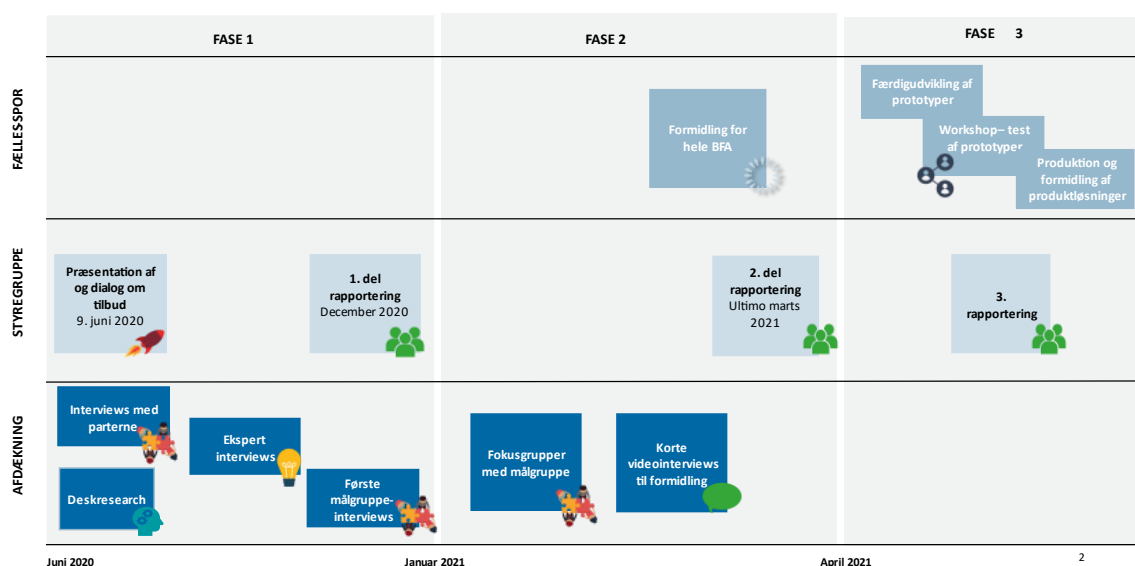 FASE 1
FASE 2
FASE 3
FÆLLESSPOR
Formidling for
hele BFA
Færdigudvikling af
prototyper
Workshop– test
af prototyper
Produktion og
formidling af
produktløsninger
STYREGRUPPE
Præsentation af
og dialog om
tilbud
9. juni 2020
1. del
rapportering
December 2020
2. del
rapportering
Ultimo marts
2021
3.
rapportering
AFDÆKNING
Interviews med
parterne
Deskresearch
Ekspert
interviews
Første
målgruppe-
interviews
Fokusgrupper
med målgruppe
Korte
videointerviews
til formidling
Juni 2020
Januar 2021
April 2021
2